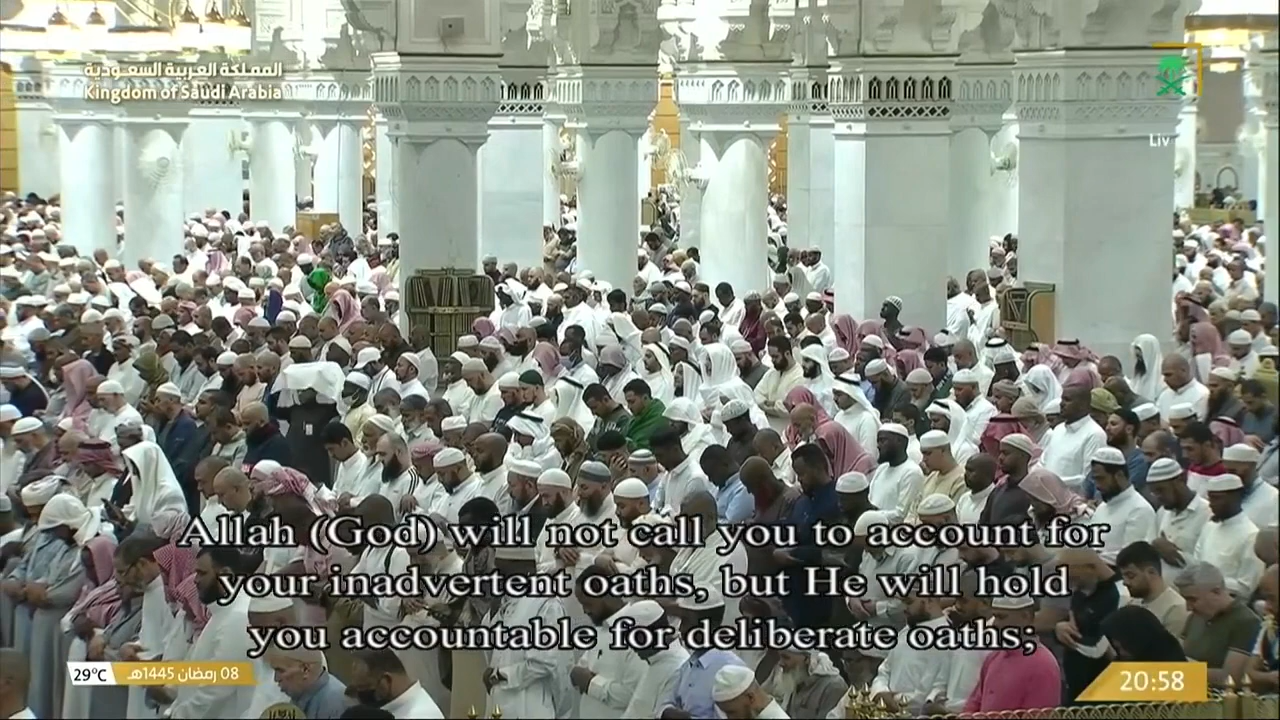 المملكة العربية السعودية
Kingdom of Saudi Arabia
Liv
Allah (God) will not call you to account for
your inadvertent oaths, but He will hold
you accountable for deliberate oaths;
29°C
08 رمضان 1445هـ
20:58